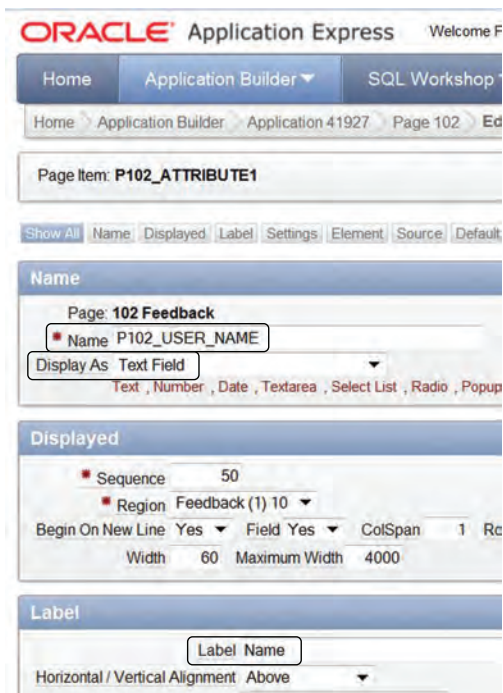 ORACLE Application Express Welcome F
Home Application Builder SQL Workshop
Home Application Builder Application 41927 Page 102 Ed
Page Item: P102_ATTRIBUTE1
Show All Name Displayed Label Settings Element Source Default
Name
Page: 102 Feedback
Name P102_USER_NAME
Display As Text Field
Text , Number , Date , Textarea , Select List , Radio , Popup
Displayed
Sequence 50
Region Feedback (1) 10
Begin On New Line Yes Field Yes ColSpan 1 Ro
Width 60 Maximum Width 4000
Label
Label Name
Horizontal / Vertical Alignment Above